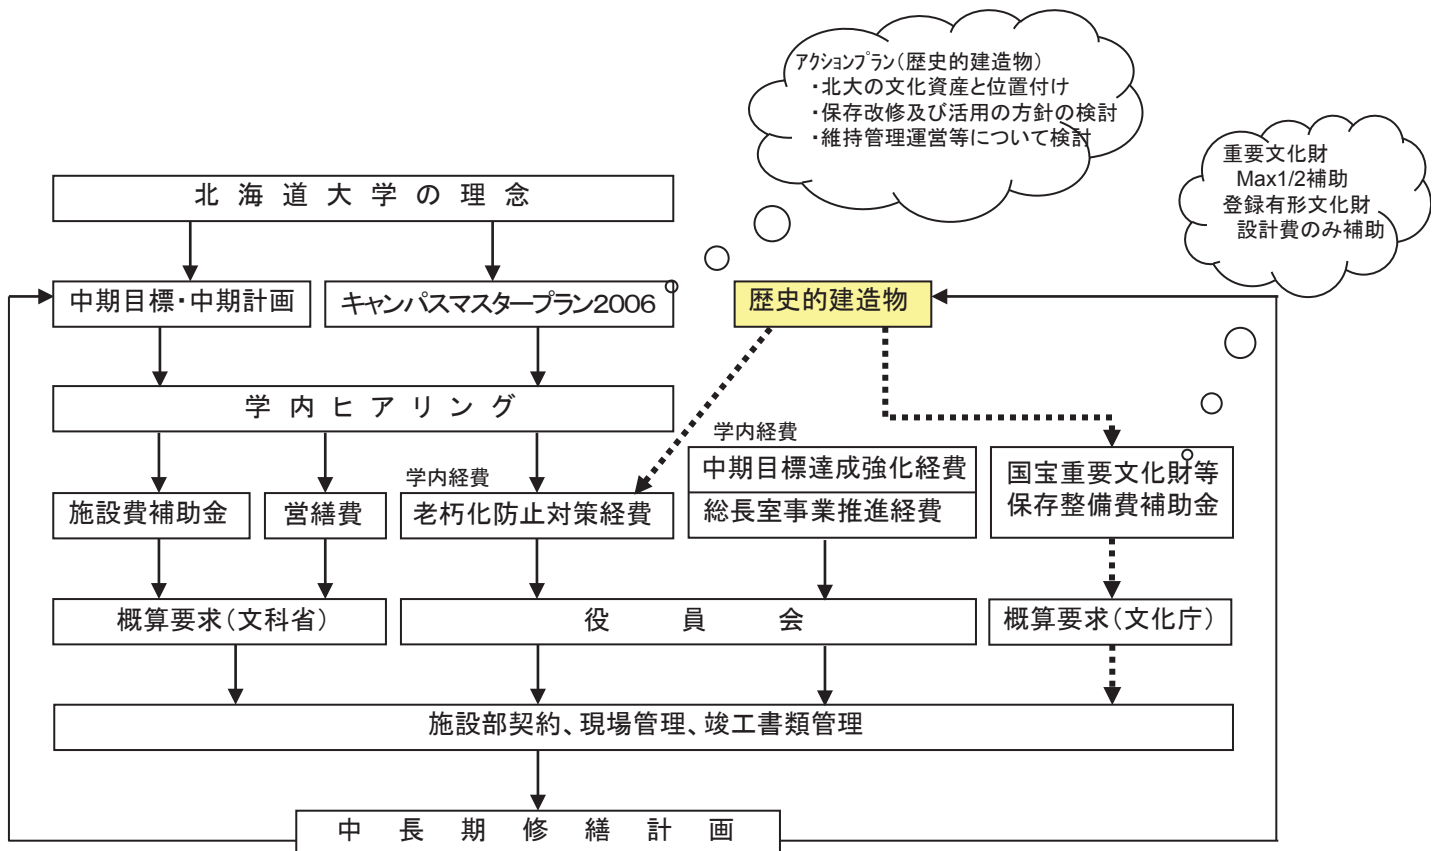 アクションプラン(歴史的建造物)
・北大の文化資産と位置付け
・保存改修及び活用の方針の検討
・維持管理運営等について検討
重要文化財
Max1/2補助
登録有形文化財
設計費のみ補助
北海道大学の理念
中期目標・中期計画
キャンパスマスタープラン2006
歴史的建造物
学内ヒアリング
学内経費
中期目標達成強化経費
総長室事業推進経費
国宝重要文化財等
保存整備費補助金
施設費補助金
営繕費
学内経費
老朽化防止対策経費
概算要求(文科省)
役員会
概算要求(文化庁)
施設部契約、現場管理、竣工書類管理
中長期修繕計画